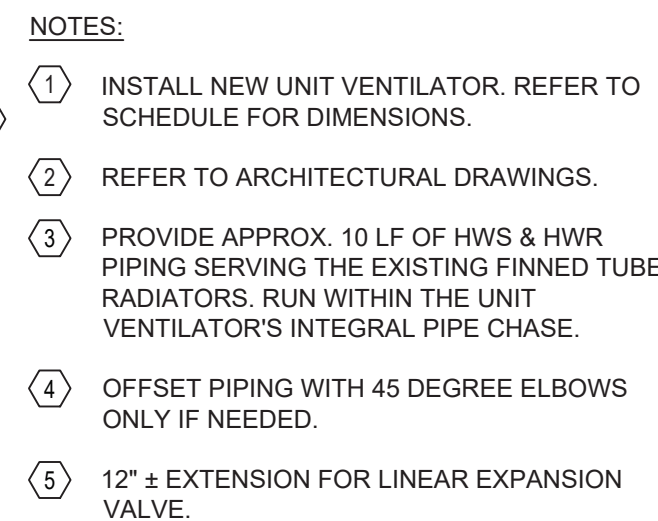 NOTES:
1 INSTALL NEW UNIT VENTILATOR. REFER TO
SCHEDULE FOR DIMENSIONS.
2 REFER TO ARCHITECTURAL DRAWINGS.
3 PROVIDE APPROX. 10 LF OF HWS & HWR
PIPING SERVING THE EXISTING FINNED TUBE
RADIATORS. RUN WITHIN THE UNIT
VENTILATOR'S INTEGRAL PIPE CHASE.
4 OFFSET PIPING WITH 45 DEGREE ELBOWS
ONLY IF NEEDED.
5 12" ± EXTENSION FOR LINEAR EXPANSION
VALVE.